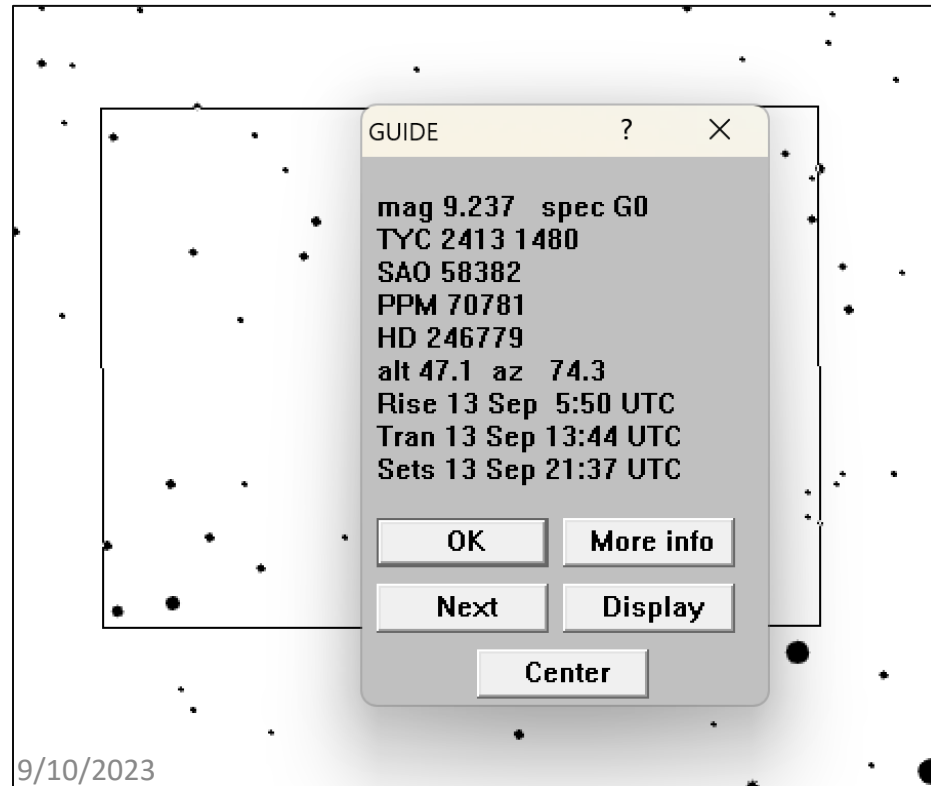 GUIDE ? ×
mag 9.237 spec G0
TYC 2413 1480
SAO 58382
PPM 70781
HD 246779
alt 47.1 az 74.3
Rise 13 Sep 5:50 UTC
Tran 13 Sep 13:44 UTC
Sets 13 Sep 21:37 UTC
OK More info
Next Display
Center
9/10/2023